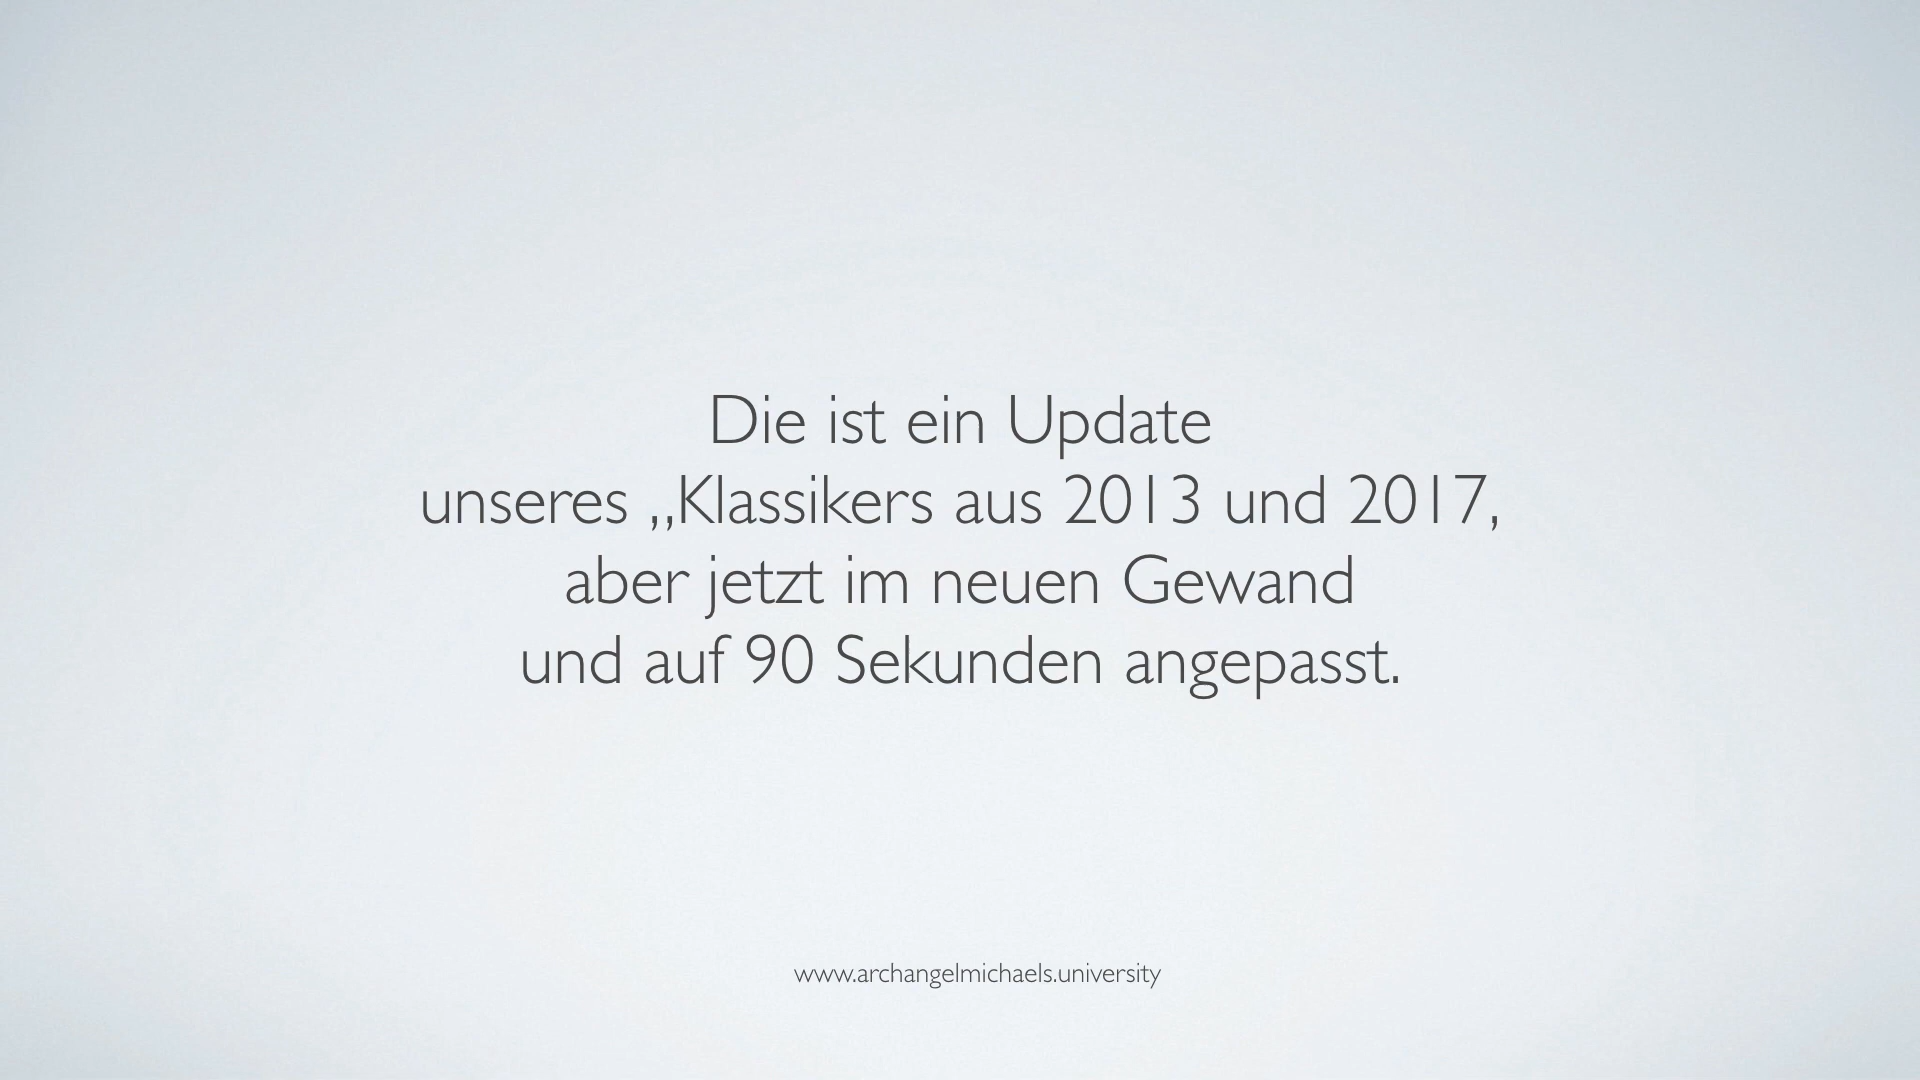 Die ist ein Update
unseres „Klassikers aus 2013 und 2017,
aber jetzt im neuen Gewand
und auf 90 Sekunden angepasst.
www.archangelmichaels.university